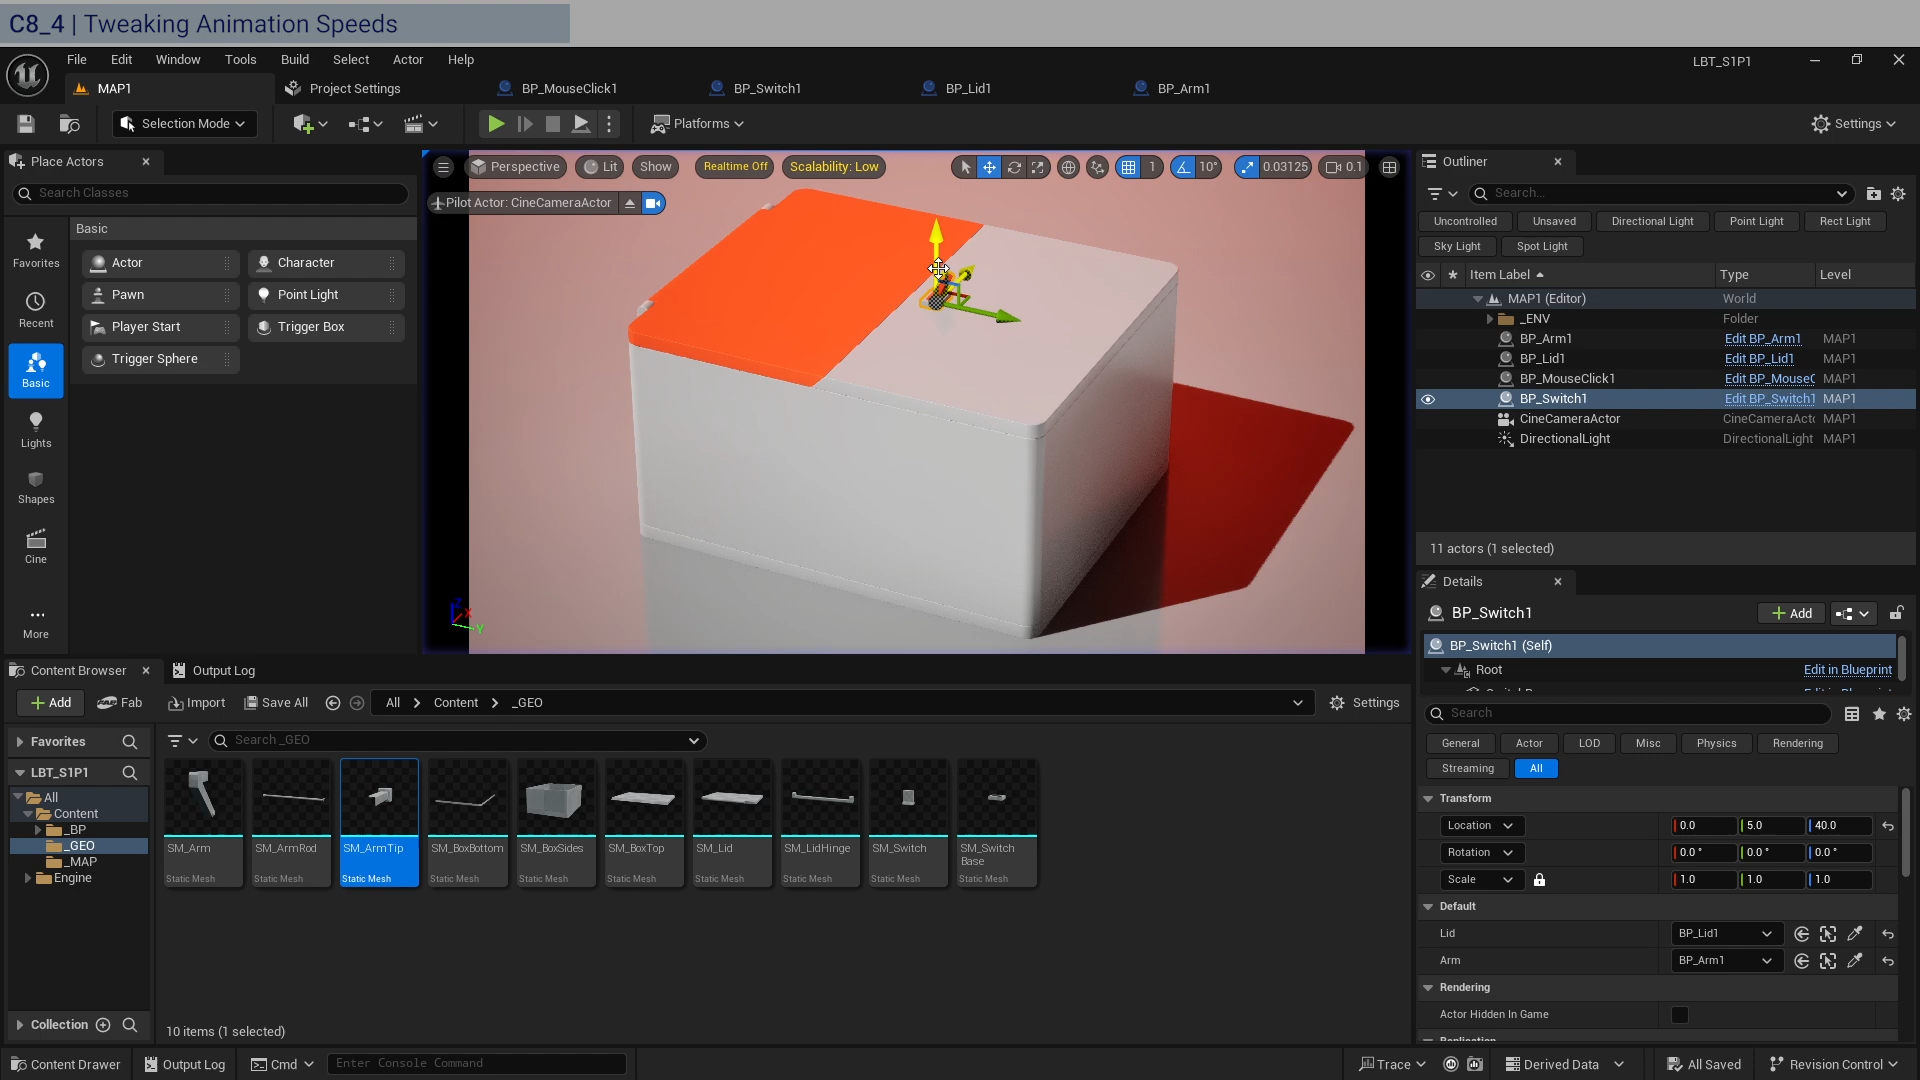 C8_4 | Tweaking Animation Speeds
File Edit Window Tools Build Select Actor Help
LBT_S1P1
MAP1
Project Settings
BP_MouseClick1
BP_Switch1
BP_Lid1
BP_Arm1
Selection Mode
Platforms
Settings
Place Actors
Search Classes
Basic
Favorites
Recent
Basic
Lights
Shapes
Cine
More
Actor
Character
Pawn
Point Light
Player Start
Trigger Box
Trigger Sphere
Perspective
Lit
Show
Realtime Off
Scalability: Low
1
10°
0.03125
0.1
Pilot Actor: CineCameraActor
Z
X
Y
Outliner
Search...
Uncontrolled
Unsaved
Directional Light
Point Light
Rect Light
Sky Light
Spot Light
Item Label Type Level
MAP1 (Editor) World
_ENV Folder
BP_Arm1 Edit BP_Arm1 MAP1
BP_Lid1 Edit BP_Lid1 MAP1
BP_MouseClick1 Edit BP_MouseC MAP1
BP_Switch1 Edit BP_Switch1 MAP1
CineCameraActor CineCameraActo MAP1
DirectionalLight DirectionalLight MAP1
11 actors (1 selected)
Details
BP_Switch1
Add
BP_Switch1 (Self)
Root Edit in Blueprint
Search
General
Actor
LOD
Misc
Physics
Rendering
Streaming
All
Transform
Location 0.0 5.0 40.0
Rotation 0.0 ° 0.0 ° 0.0 °
Scale 1.0 1.0 1.0
Default
Lid BP_Lid1
Arm BP_Arm1
Rendering
Actor Hidden In Game
Content Browser
Output Log
Add
Fab
Import
Save All
All
Content
_GEO
Settings
Favorites
LBT_S1P1
All
Content
_BP
_GEO
_MAP
Engine
Collection
Search _GEO
SM_Arm
Static Mesh
SM_ArmRod
Static Mesh
SM_ArmTip
Static Mesh
SM_BoxBottom
Static Mesh
SM_BoxSides
Static Mesh
SM_BoxTop
Static Mesh
SM_Lid
Static Mesh
SM_LidHinge
Static Mesh
SM_Switch
Static Mesh
SM_Switch
Base
Static Mesh
10 items (1 selected)
Content Drawer
Output Log
Cmd
Enter Console Command
Trace
Derived Data
All Saved
Revision Control